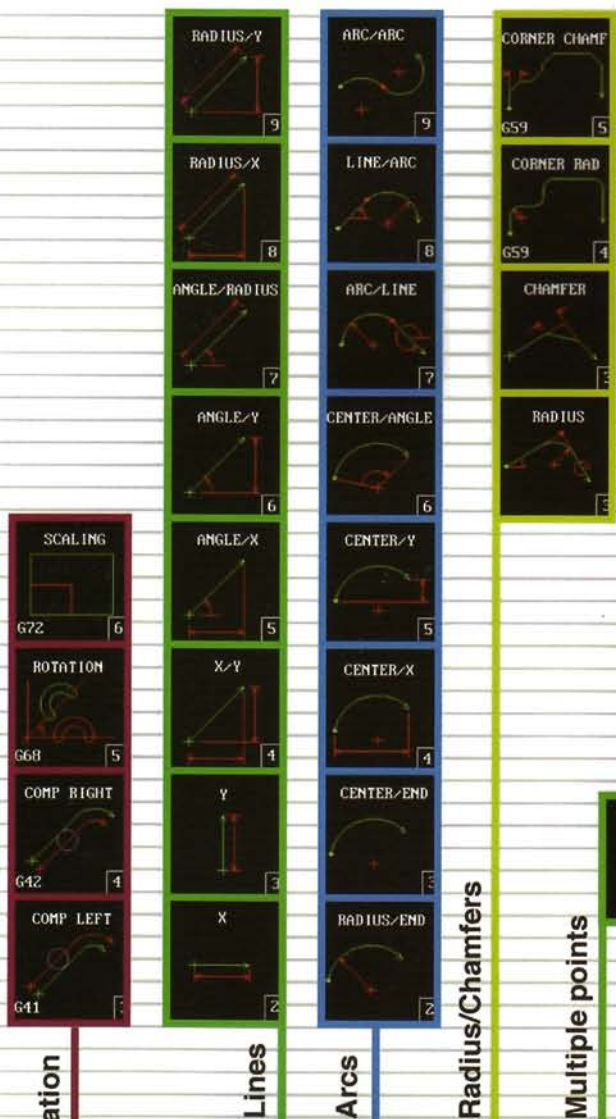 SCALING
G72 6
ROTATION
G68 5
COMP RIGHT
G42 4
COMP LEFT
G41
ation
RADIUS/Y
9
RADIUS/X
8
ANGLE/RADIUS
7
ANGLE/Y
6
ANGLE/X
5
X/Y
4
Y
3
X
2
Lines
ARC/ARC
9
LINE/ARC
8
ARC/LINE
7
CENTER/ANGLE
6
CENTER/Y
5
CENTER/X
4
CENTER/END
3
RADIUS/END
2
Arcs
CORNER CHAMF
G59 5
CORNER RAD
G59 4
CHAMFER
3
RADIUS
Radius/Chamfers
Multiple points